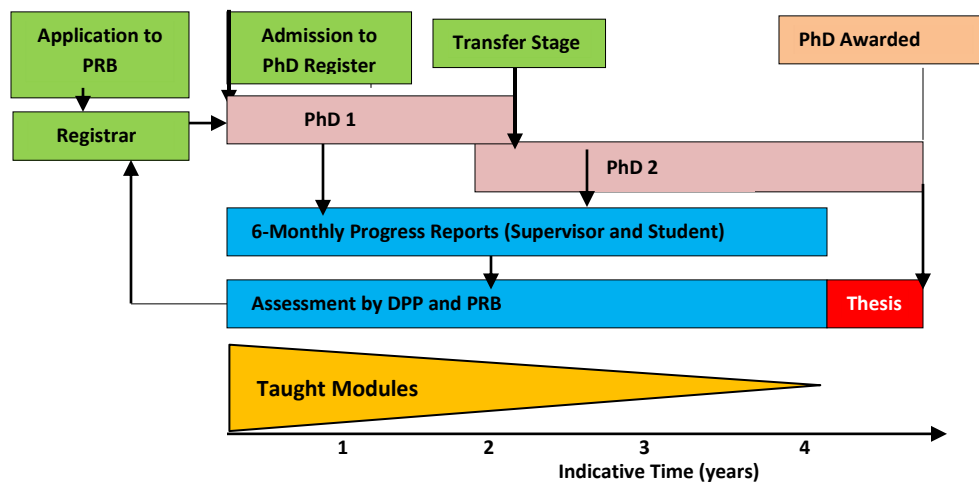 Application to
PRB
Admission to
PhD Register
Transfer Stage
PhD Awarded
Registrar
PhD 1
PhD 2
6-Monthly Progress Reports (Supervisor and Student)
Assessment by DPP and PRB
Thesis
Taught Modules
1 2 3 4
Indicative Time (years)